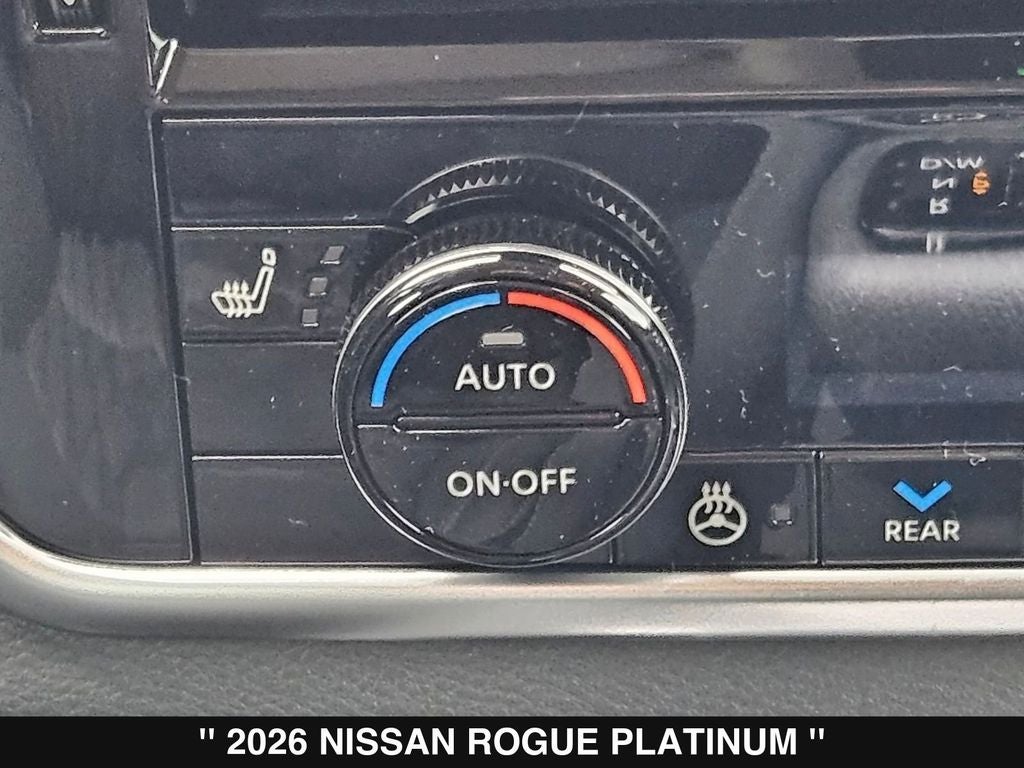 AUTO
ON·OFF
REAR
" 2026 NISSAN ROGUE PLATINUM "